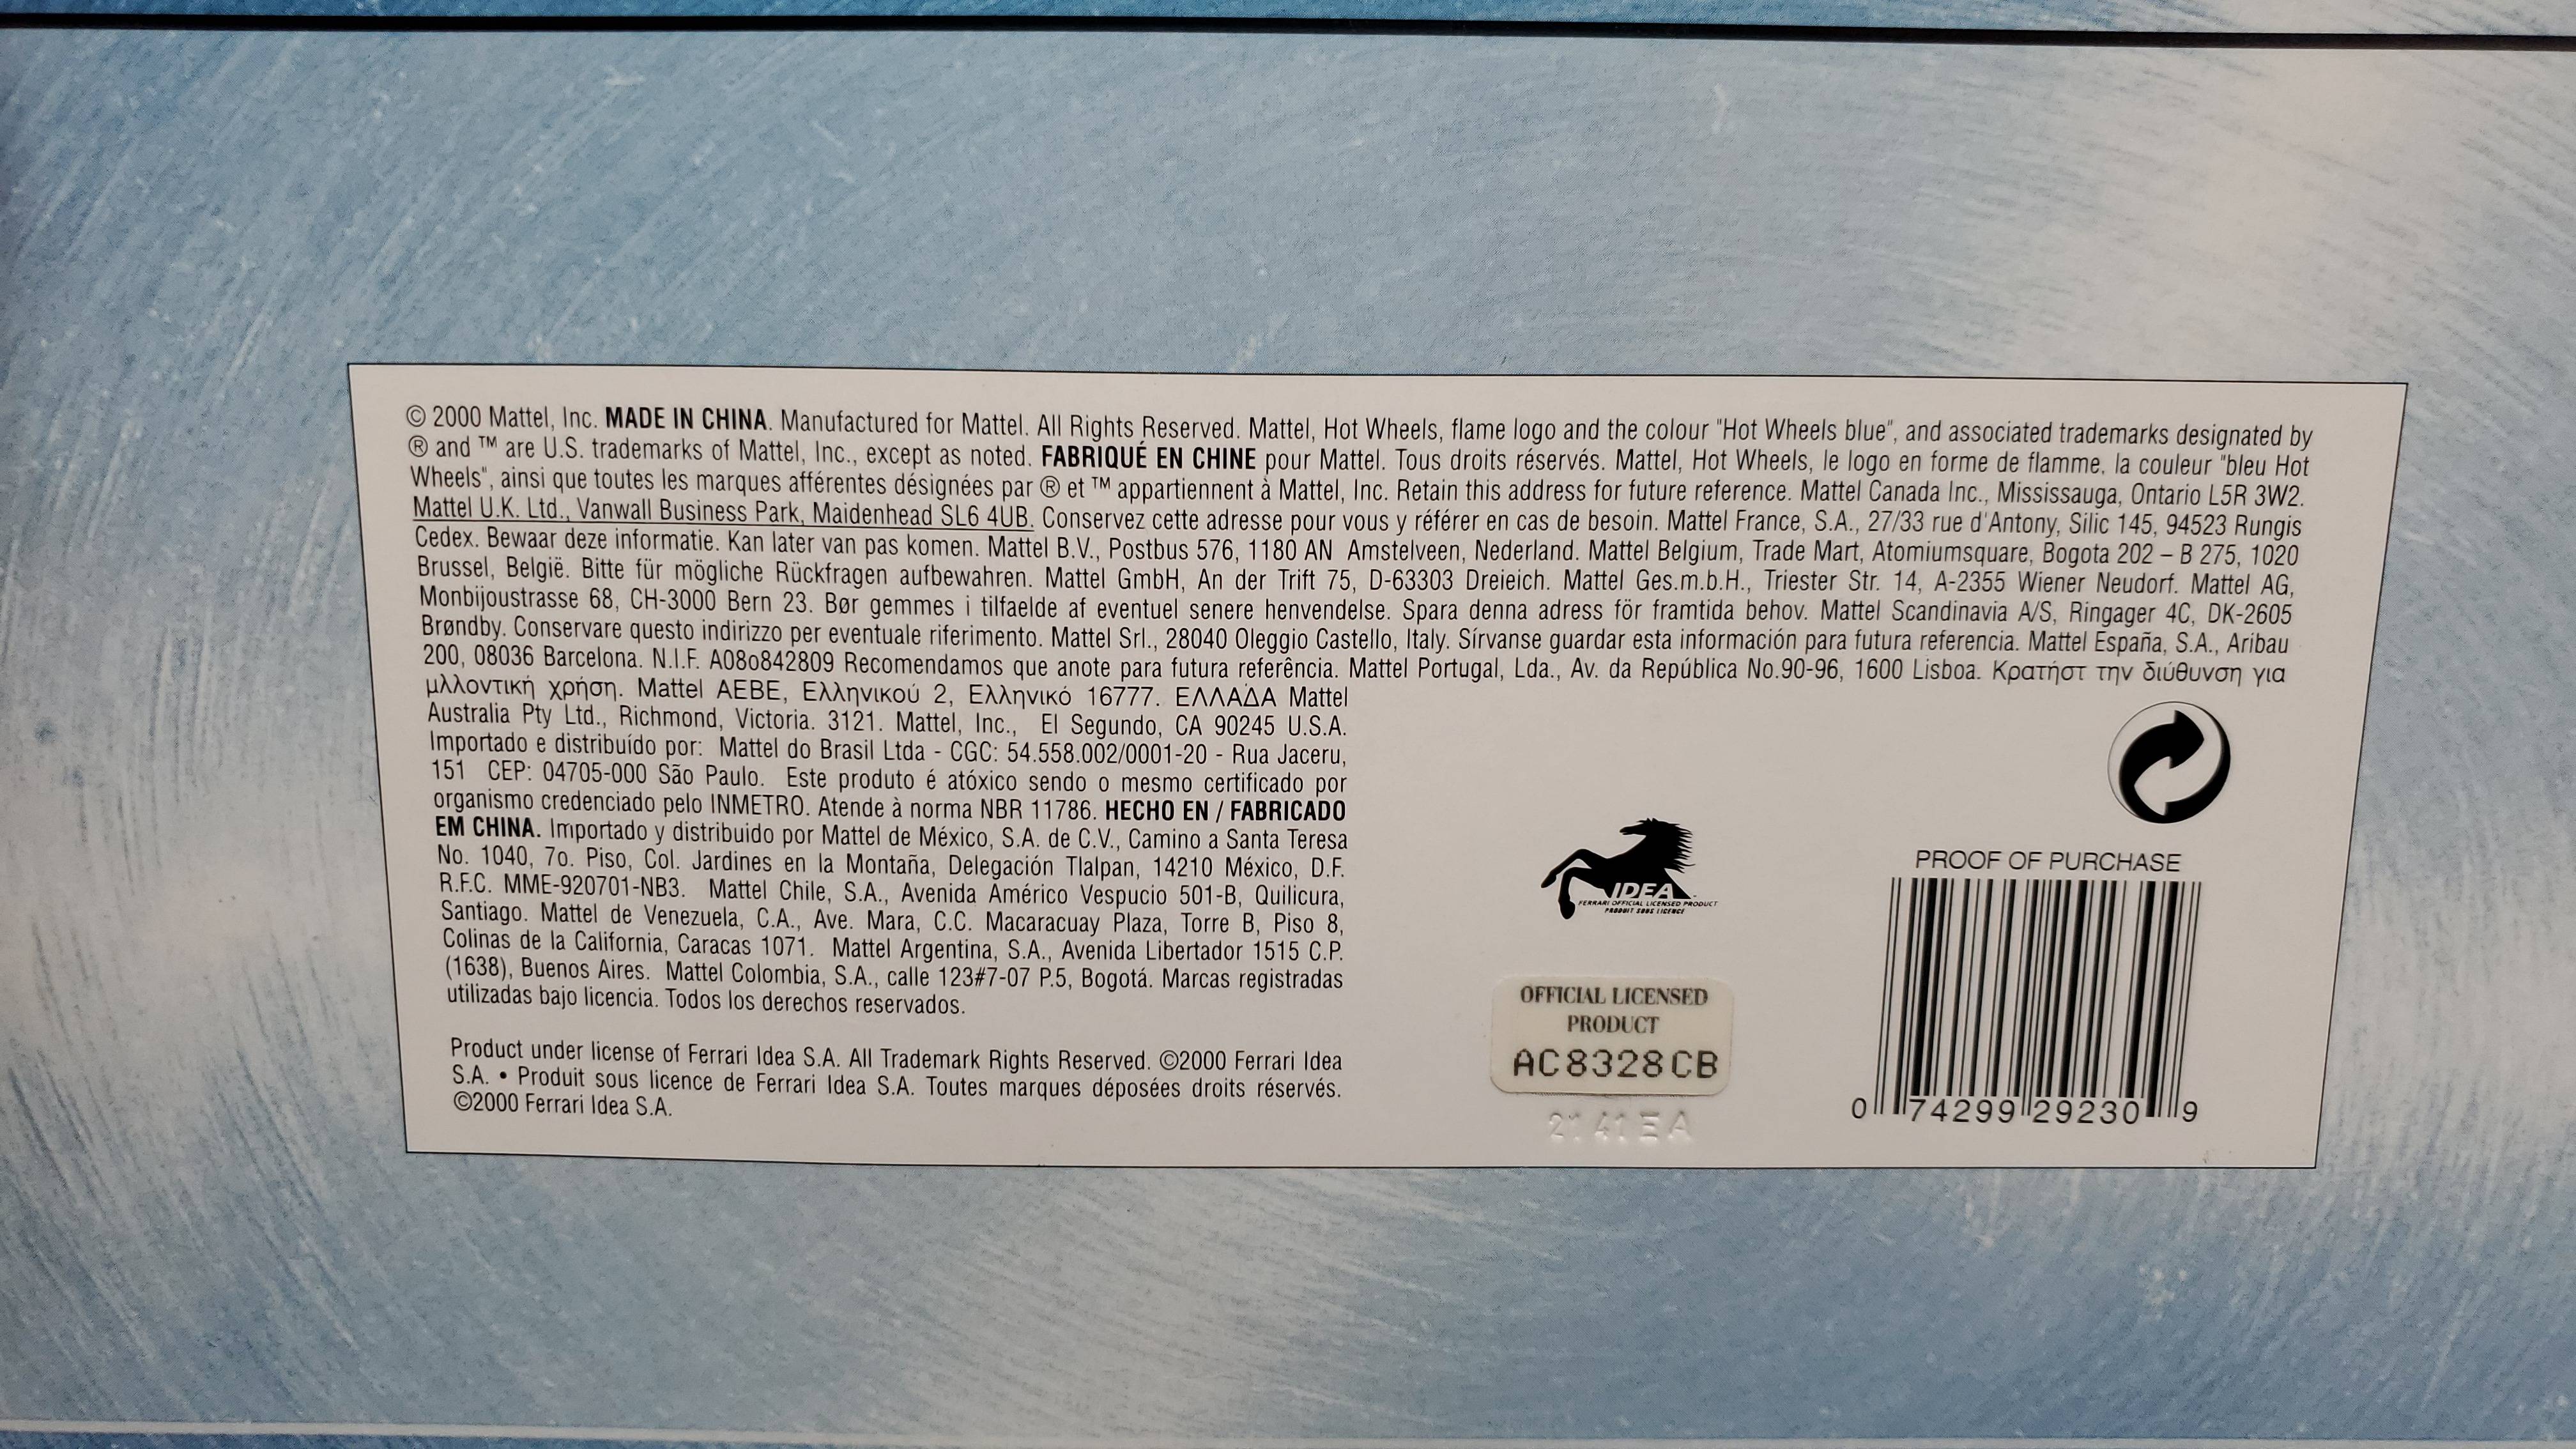 © 2000 Mattel, Inc. MADE IN CHINA. Manufactured for Mattel. All Rights Reserved. Mattel, Hot Wheels, flame logo and the colour "Hot Wheels blue", and associated trademarks designated by
® and ™ are U.S. trademarks of Mattel, Inc., except as noted. FABRIQUÉ EN CHINE pour Mattel. Tous droits réservés. Mattel, Hot Wheels, le logo en forme de flamme, la couleur "bleu Hot
Wheels", ainsi que toutes les marques afférentes désignées par ® et ™ appartiennent à Mattel, Inc. Retain this address for future reference. Mattel Canada Inc., Mississauga, Ontario L5R 3W2.
Mattel U.K. Ltd., Vanwall Business Park, Maidenhead SL6 4UB. Conservez cette adresse pour vous y référer en cas de besoin. Mattel France, S.A., 27/33 rue d'Antony, Silic 145, 94523 Rungis
Cedex. Bewaar deze informatie. Kan later van pas komen. Mattel B.V., Postbus 576, 1180 AN Amstelveen, Nederland. Mattel Belgium, Trade Mart, Atomiumsquare, Bogota 202 – B 275, 1020
Brussel, België. Bitte für mögliche Rückfragen aufbewahren. Mattel GmbH, An der Trift 75, D-63303 Dreieich. Mattel Ges.m.b.H., Triester Str. 14, A-2355 Wiener Neudorf. Mattel AG,
Monbijoustrasse 68, CH-3000 Bern 23. Bør gemmes i tilfaelde af eventuel senere henvendelse. Spara denna adress för framtida behov. Mattel Scandinavia A/S, Ringager 4C, DK-2605
Brøndby. Conservare questo indirizzo per eventuale riferimento. Mattel Srl., 28040 Oleggio Castello, Italy. Sírvanse guardar esta información para futura referencia. Mattel España, S.A., Aribau
200, 08036 Barcelona. N.I.F. A08o842809 Recomendamos que anote para futura referência. Mattel Portugal, Lda., Av. da República No.90-96, 1600 Lisboa. Κρατήστ την διύθυνση για
μλλοντική χρήση. Mattel AEBE, Ελληνικού 2, Ελληνικό 16777. ΕΛΛΑΔΑ Mattel
Australia Pty Ltd., Richmond, Victoria. 3121. Mattel, Inc., El Segundo, CA 90245 U.S.A.
Importado e distribuído por: Mattel do Brasil Ltda - CGC: 54.558.002/0001-20 - Rua Jaceru,
151 CEP: 04705-000 São Paulo. Este produto é atóxico sendo o mesmo certificado por
organismo credenciado pelo INMETRO. Atende à norma NBR 11786. HECHO EN / FABRICADO
EM CHINA. Importado y distribuido por Mattel de México, S.A. de C.V., Camino a Santa Teresa
No. 1040, 7o. Piso, Col. Jardines en la Montaña, Delegación Tlalpan, 14210 México, D.F.
R.F.C. MME-920701-NB3. Mattel Chile, S.A., Avenida Américo Vespucio 501-B, Quilicura,
Santiago. Mattel de Venezuela, C.A., Ave. Mara, C.C. Macaracuay Plaza, Torre B, Piso 8,
Colinas de la California, Caracas 1071. Mattel Argentina, S.A., Avenida Libertador 1515 C.P.
(1638), Buenos Aires. Mattel Colombia, S.A., calle 123#7-07 P.5, Bogotá. Marcas registradas
utilizadas bajo licencia. Todos los derechos reservados.
Product under license of Ferrari Idea S.A. All Trademark Rights Reserved. ©2000 Ferrari Idea
S.A. • Produit sous licence de Ferrari Idea S.A. Toutes marques déposées droits réservés.
©2000 Ferrari Idea S.A.
IDEA
FERRARI OFFICIAL LICENSED PRODUCT
PRODUIT SOUS LICENCE
OFFICIAL LICENSED
PRODUCT
AC8328CB
PROOF OF PURCHASE
0 74299 29230 9